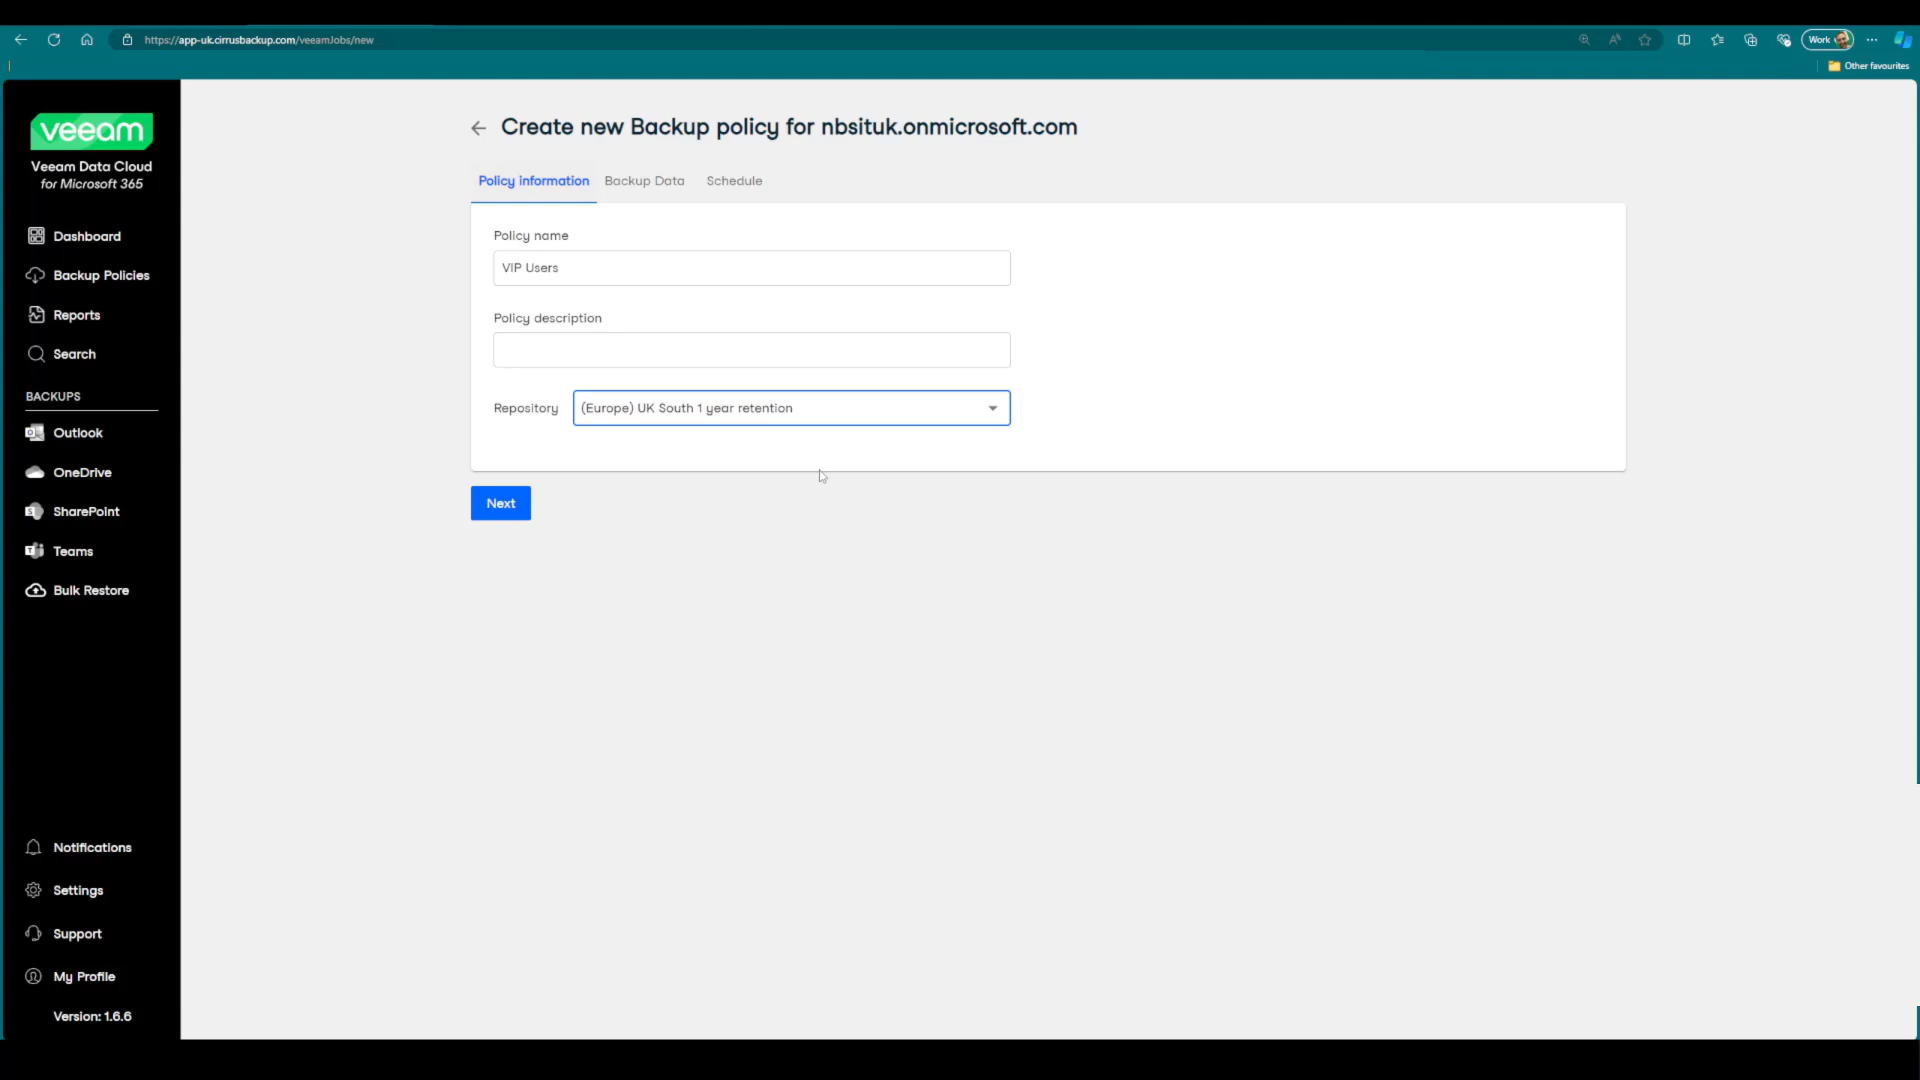 https://app-uk.cirrusbackup.com/veeamJobs/new
Work
Other favourites
veeam
Veeam Data Cloud
for Microsoft 365
Dashboard
Backup Policies
Reports
Search
BACKUPS
Outlook
OneDrive
SharePoint
Teams
Bulk Restore
Notifications
Settings
Support
My Profile
Version: 1.6.6
Create new Backup policy for nbsituk.onmicrosoft.com
Policy information Backup Data Schedule
Policy name
VIP Users
Policy description
Repository (Europe) UK South 1 year retention
Next